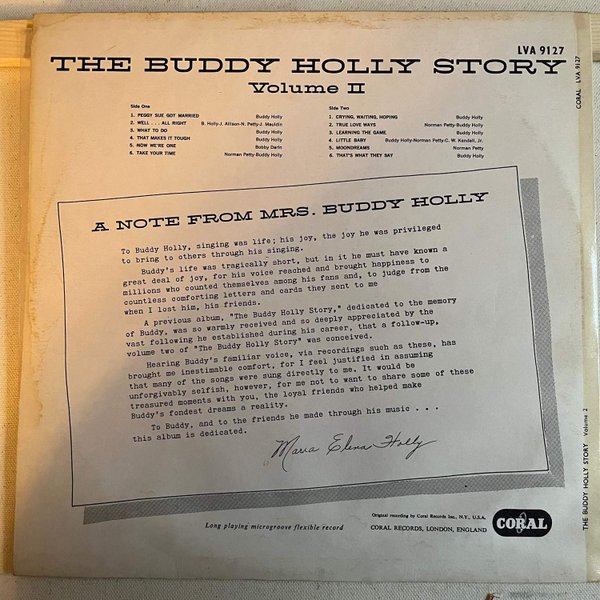 LVA 9127
THE BUDDY HOLLY STORY
Volume II
Side One
1. PEGGY SUE GOT MARRIED Buddy Holly
2. WELL . . . ALL RIGHT B. Holly-J. Allison-N. Petty-J. Mauldin
3. WHAT TO DO Buddy Holly
4. THAT MAKES IT TOUGH Buddy Holly
5. NOW WE'RE ONE Bobby Darin
6. TAKE YOUR TIME Norman Petty-Buddy Holly
Side Two
1. CRYING, WAITING, HOPING Buddy Holly
2. TRUE LOVE WAYS Norman Petty-Buddy Holly
3. LEARNING THE GAME Buddy Holly
4. LITTLE BABY Buddy Holly-Norman Petty-C. W. Kendall, Jr.
5. MOONDREAMS Norman Petty
6. THAT'S WHAT THEY SAY Buddy Holly
A NOTE FROM MRS. BUDDY HOLLY
To Buddy Holly, singing was life; his joy, the joy he was privileged
to bring to others through his singing.
Buddy's life was tragically short, but in it he must have known a
great deal of joy, for his voice reached and brought happiness to
millions who counted themselves among his fans and, to judge from the
countless comforting letters and cards they sent to me
when I lost him, his friends.
A previous album, "The Buddy Holly Story," dedicated to the memory
of Buddy, was so warmly received and so deeply appreciated by the
vast following he established during his career, that a follow-up,
volume two of "The Buddy Holly Story" was conceived.
Hearing Buddy's familiar voice, via recordings such as these, has
brought me inestimable comfort, for I feel justified in assuming
that many of the songs were sung directly to me. It would be
unforgivably selfish, however, for me not to want to share some of these
treasured moments with you, the loyal friends who helped make
Buddy's fondest dreams a reality.
To Buddy, and to the friends he made through his music . . .
this album is dedicated.
Maria Elena Holly
Long playing microgroove flexible record
Original recording by Coral Records Inc., N.Y., U.S.A.
CORAL RECORDS, LONDON, ENGLAND
CORAL
CORAL LVA 9127
THE BUDDY HOLLY STORY Volume 2